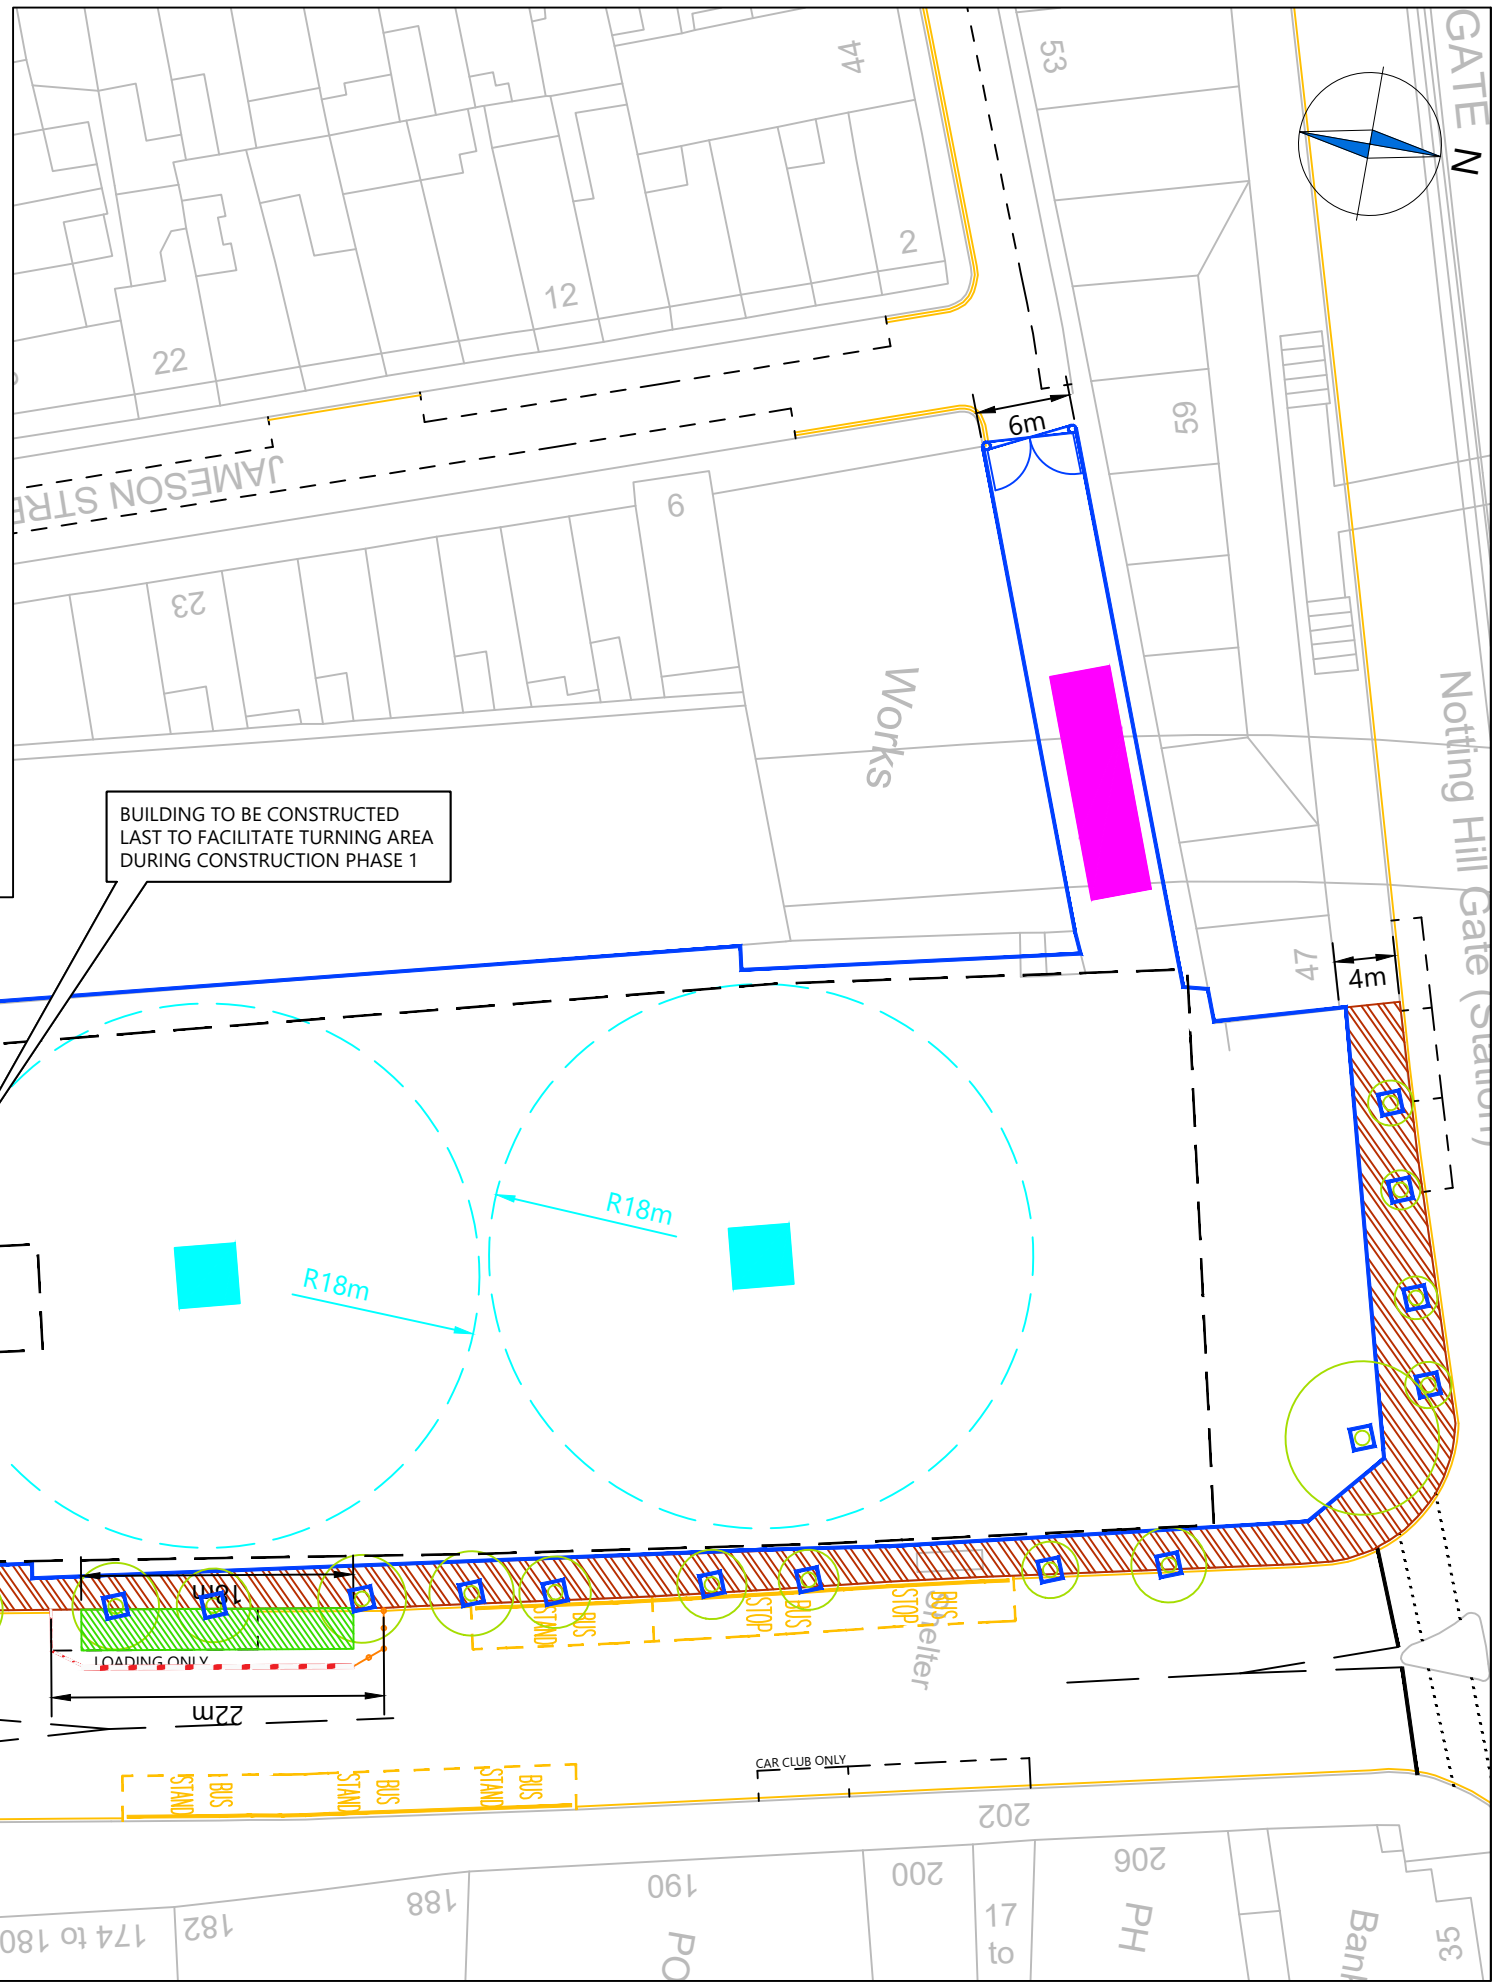 GATE
N
53
44
2
12
22
59
6m
JAMESON STRE
6
23
Works
Notting Hill Gate (Station)
BUILDING TO BE CONSTRUCTED
LAST TO FACILITATE TURNING AREA
DURING CONSTRUCTION PHASE 1
47
4m
R18m
R18m
18m
BUS
STAND
BUS
STOP
BUS
STOP
Shelter
LOADING ONLY
22m
BUS
STAND
BUS
STAND
BUS
STAND
CAR CLUB ONLY
202
206
200
190
188
182
174 to 180
PO
17
to
PH
Bank
35